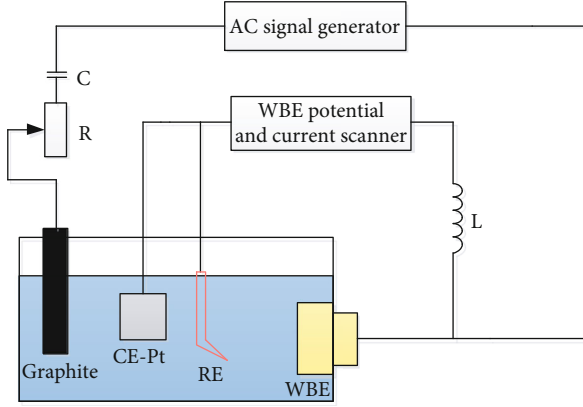 AC signal generator
C
R
WBE potential
and current scanner
L
Graphite
CE-Pt
RE
WBE